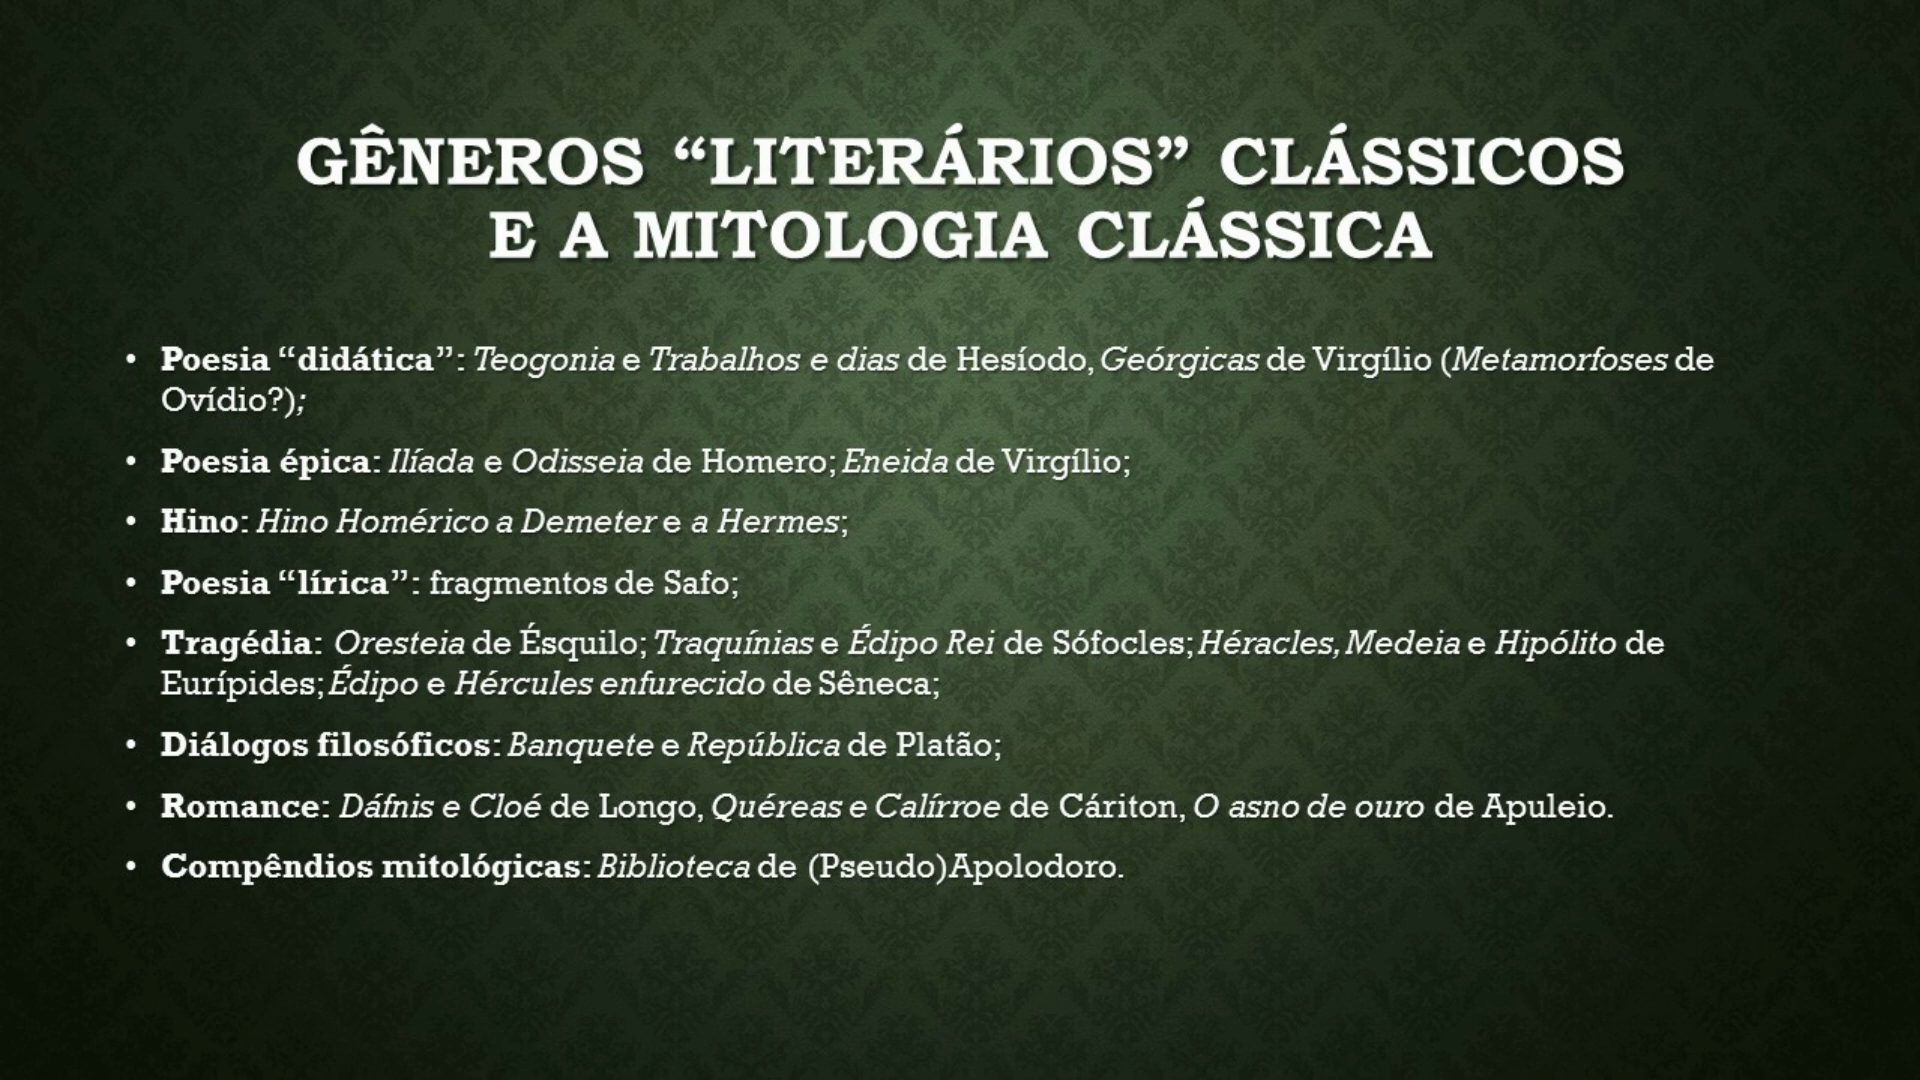 GÊNEROS “LITERÁRIOS” CLÁSSICOS
E A MITOLOGIA CLÁSSICA
• Poesia “didática”: Teogonia e Trabalhos e dias de Hesíodo, Geórgicas de Virgílio (Metamorfoses de
Ovídio?);
• Poesia épica: Ilíada e Odisseia de Homero; Eneida de Virgílio;
• Hino: Hino Homérico a Demeter e a Hermes;
• Poesia “lírica”: fragmentos de Safo;
• Tragédia: Oresteia de Ésquilo; Traquínias e Édipo Rei de Sófocles; Héracles, Medeia e Hipólito de
Eurípides; Édipo e Hércules enfurecido de Sêneca;
• Diálogos filosóficos: Banquete e República de Platão;
• Romance: Dáfnis e Cloé de Longo, Quéreas e Calírroe de Cáriton, O asno de ouro de Apuleio.
• Compêndios mitológicas: Biblioteca de (Pseudo)Apolodoro.